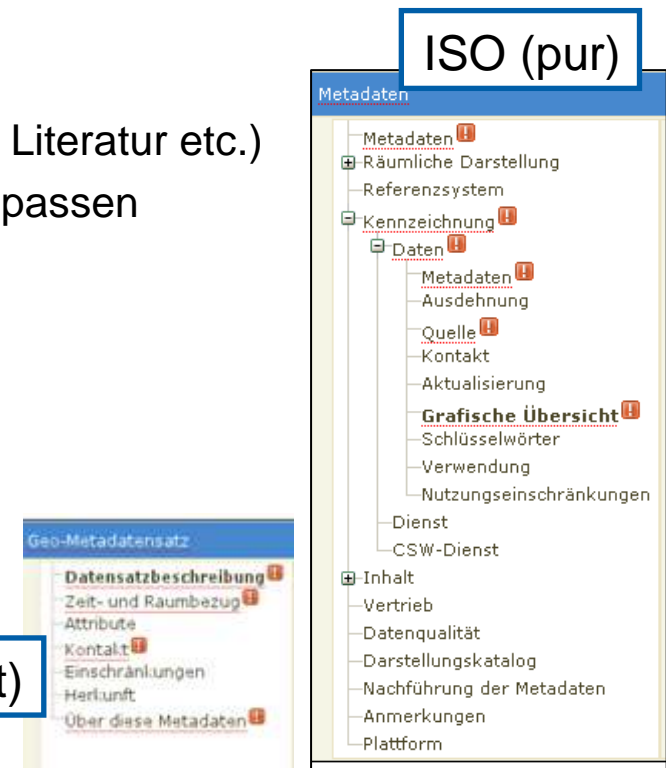 ISO (pur)
Literatur etc.)
passen
Metadaten
Metadaten
Räumliche Darstellung
Referenzsystem
Kennzeichnung
Daten
Metadaten
Ausdehnung
Quelle
Kontakt
Aktualisierung
Grafische Übersicht
Schlüsselwörter
Verwendung
Nutzungseinschränkungen
Dienst
CSW-Dienst
Inhalt
Vertrieb
Datenqualität
Darstellungskatalog
Nachführung der Metadaten
Anmerkungen
Plattform
Geo-Metadatensatz
Datensatzbeschreibung
Zeit- und Raumbezug
Attribute
Kontakt
Einschränkungen
Herkunft
Über diese Metadaten
t)